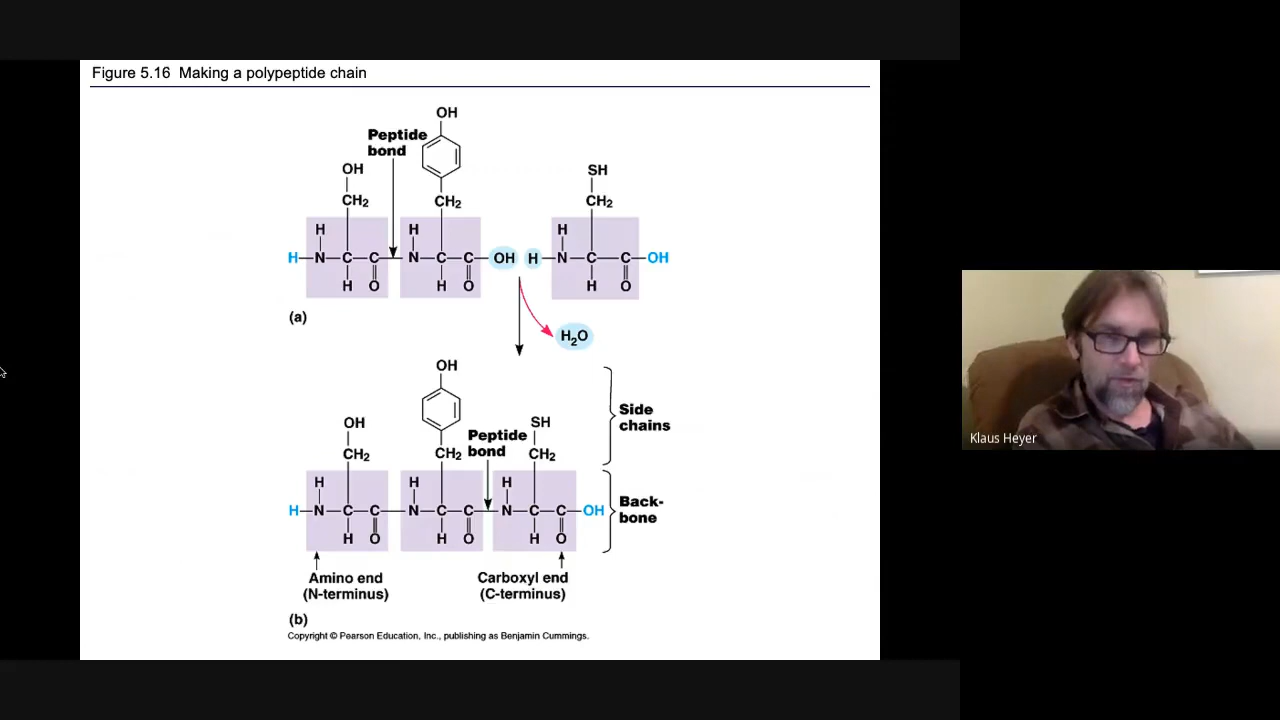 Figure 5.16 Making a polypeptide chain
OH
Peptide
bond
OH
SH
CH2
CH2
CH2
H
H
H
H N C C N C C OH H N C C OH
H O H O H O
(a)
H2O
OH
Side
chains
OH
Peptide
bond
SH
CH2
CH2
CH2
H
H
H
H N C C N C C N C C OH
H O H O H O
Back-
bone
Amino end
(N-terminus)
Carboxyl end
(C-terminus)
(b)
Copyright © Pearson Education, Inc., publishing as Benjamin Cummings.
Klaus Heyer